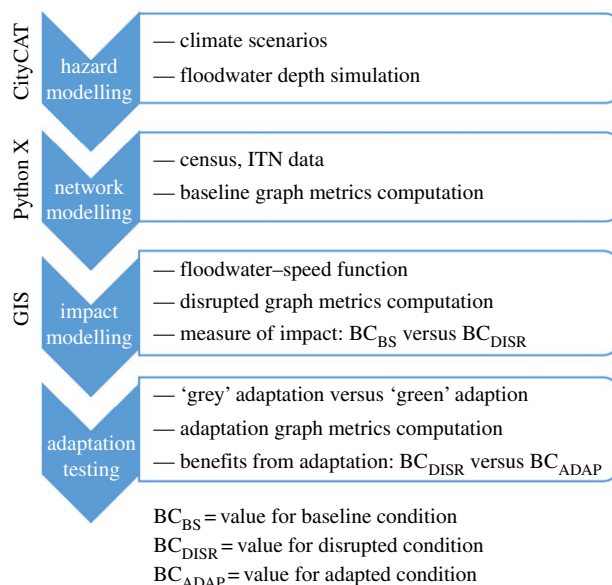 CityCAT
hazard
modelling
— climate scenarios
— floodwater depth simulation
Python X
network
modelling
— census, ITN data
— baseline graph metrics computation
GIS
impact
modelling
— floodwater–speed function
— disrupted graph metrics computation
— measure of impact: BC_BS versus BC_DISR
adaptation
testing
— ‘grey’ adaptation versus ‘green’ adaption
— adaptation graph metrics computation
— benefits from adaptation: BC_DISR versus BC_ADAP
BC_BS = value for baseline condition
BC_DISR = value for disrupted condition
BC_ADAP = value for adapted condition